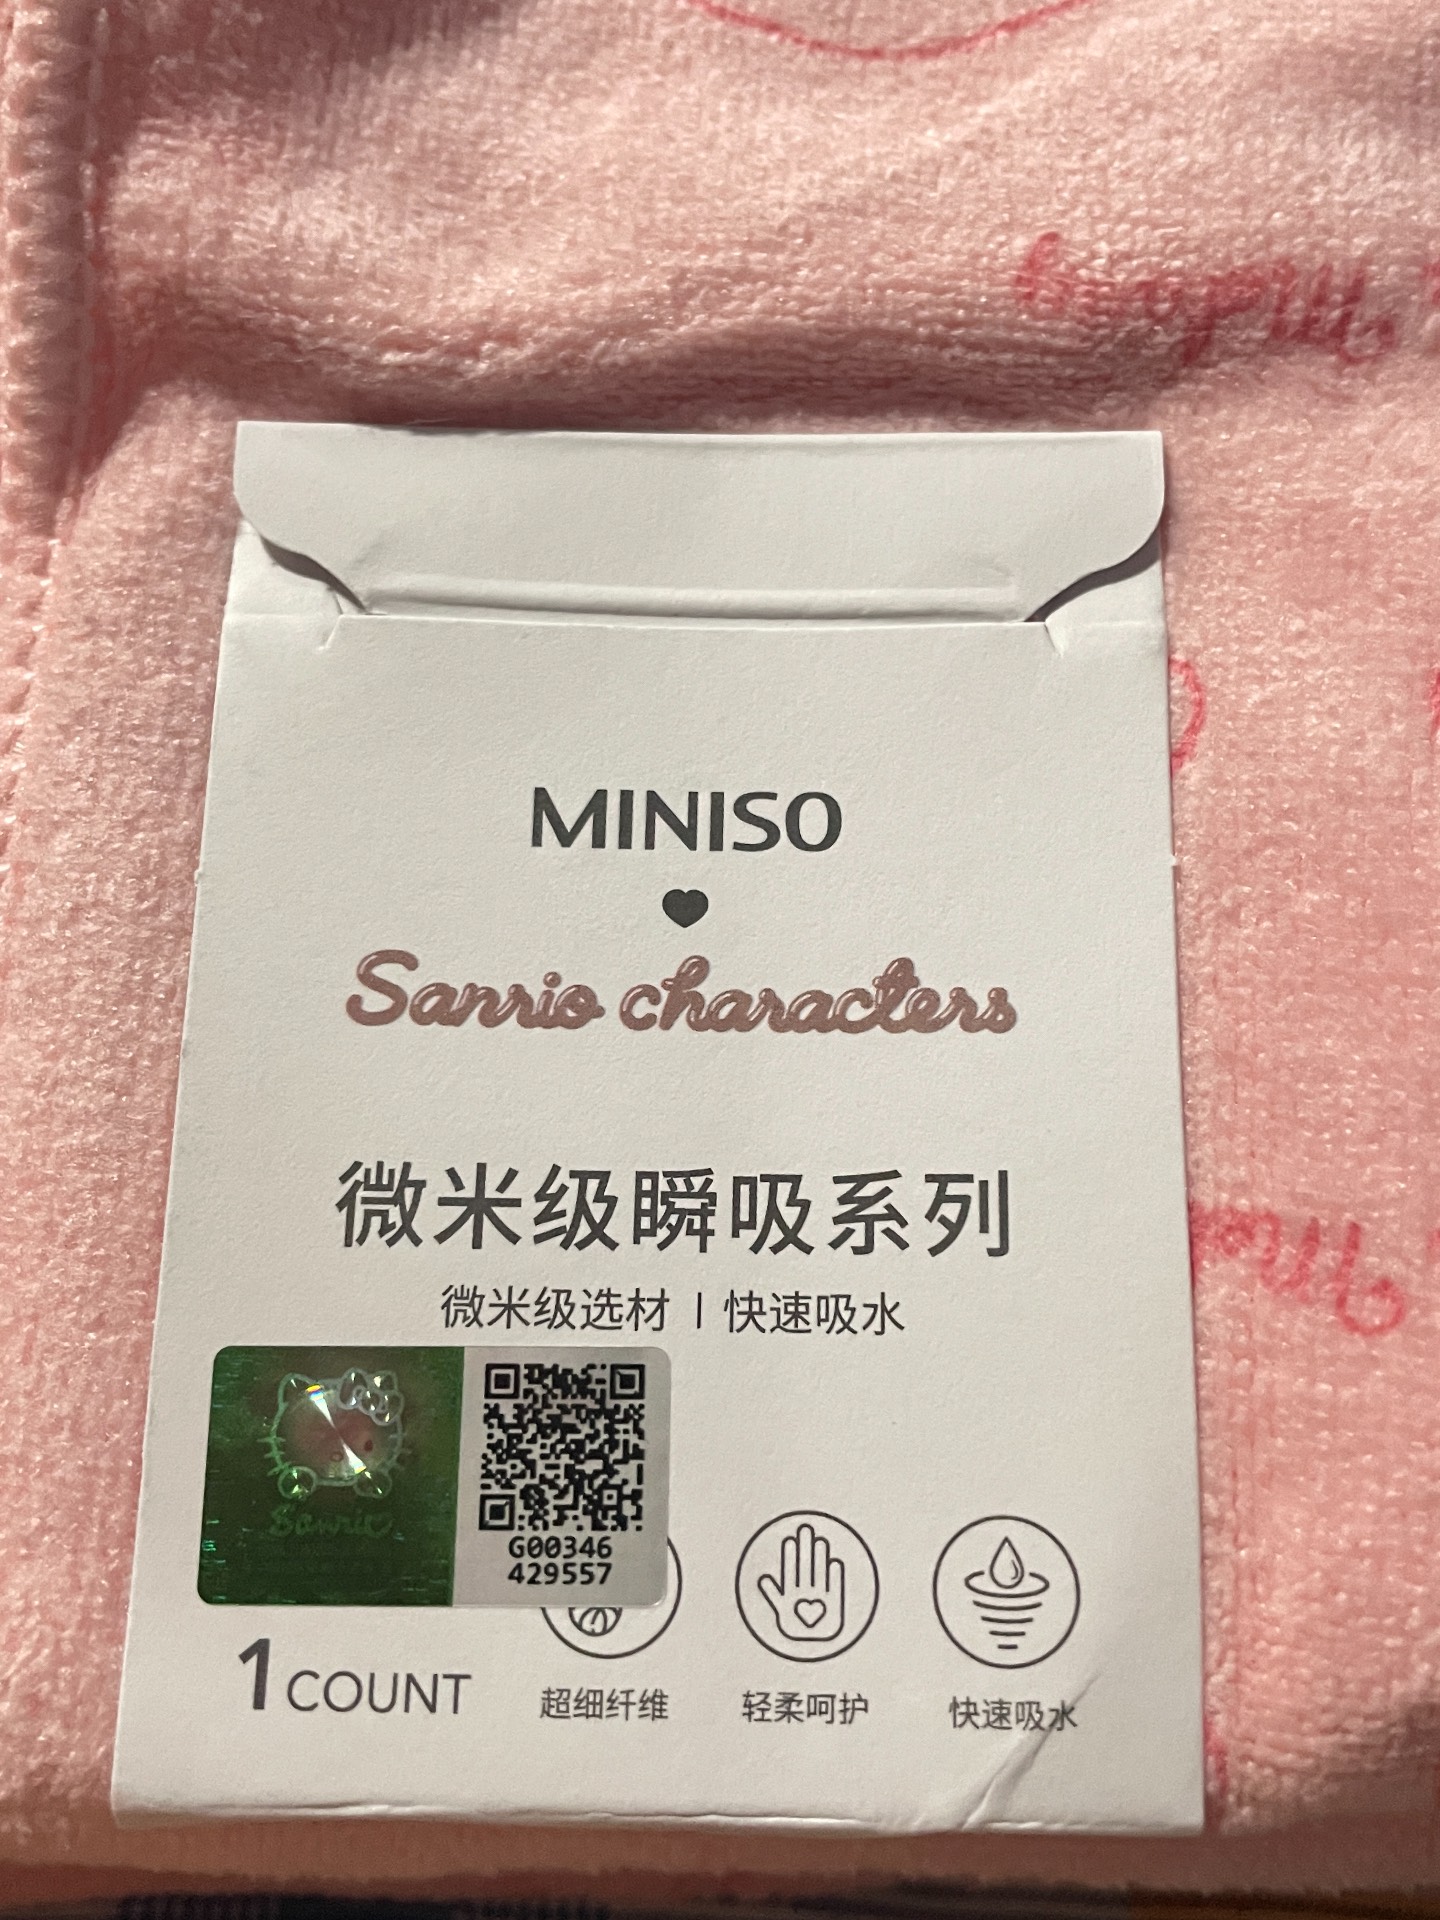 MINISO
Sanrio characters
微米级瞬吸系列
微米级选材 | 快速吸水
Sanrio
G00346
429557
1 COUNT
超细纤维
轻柔呵护
快速吸水